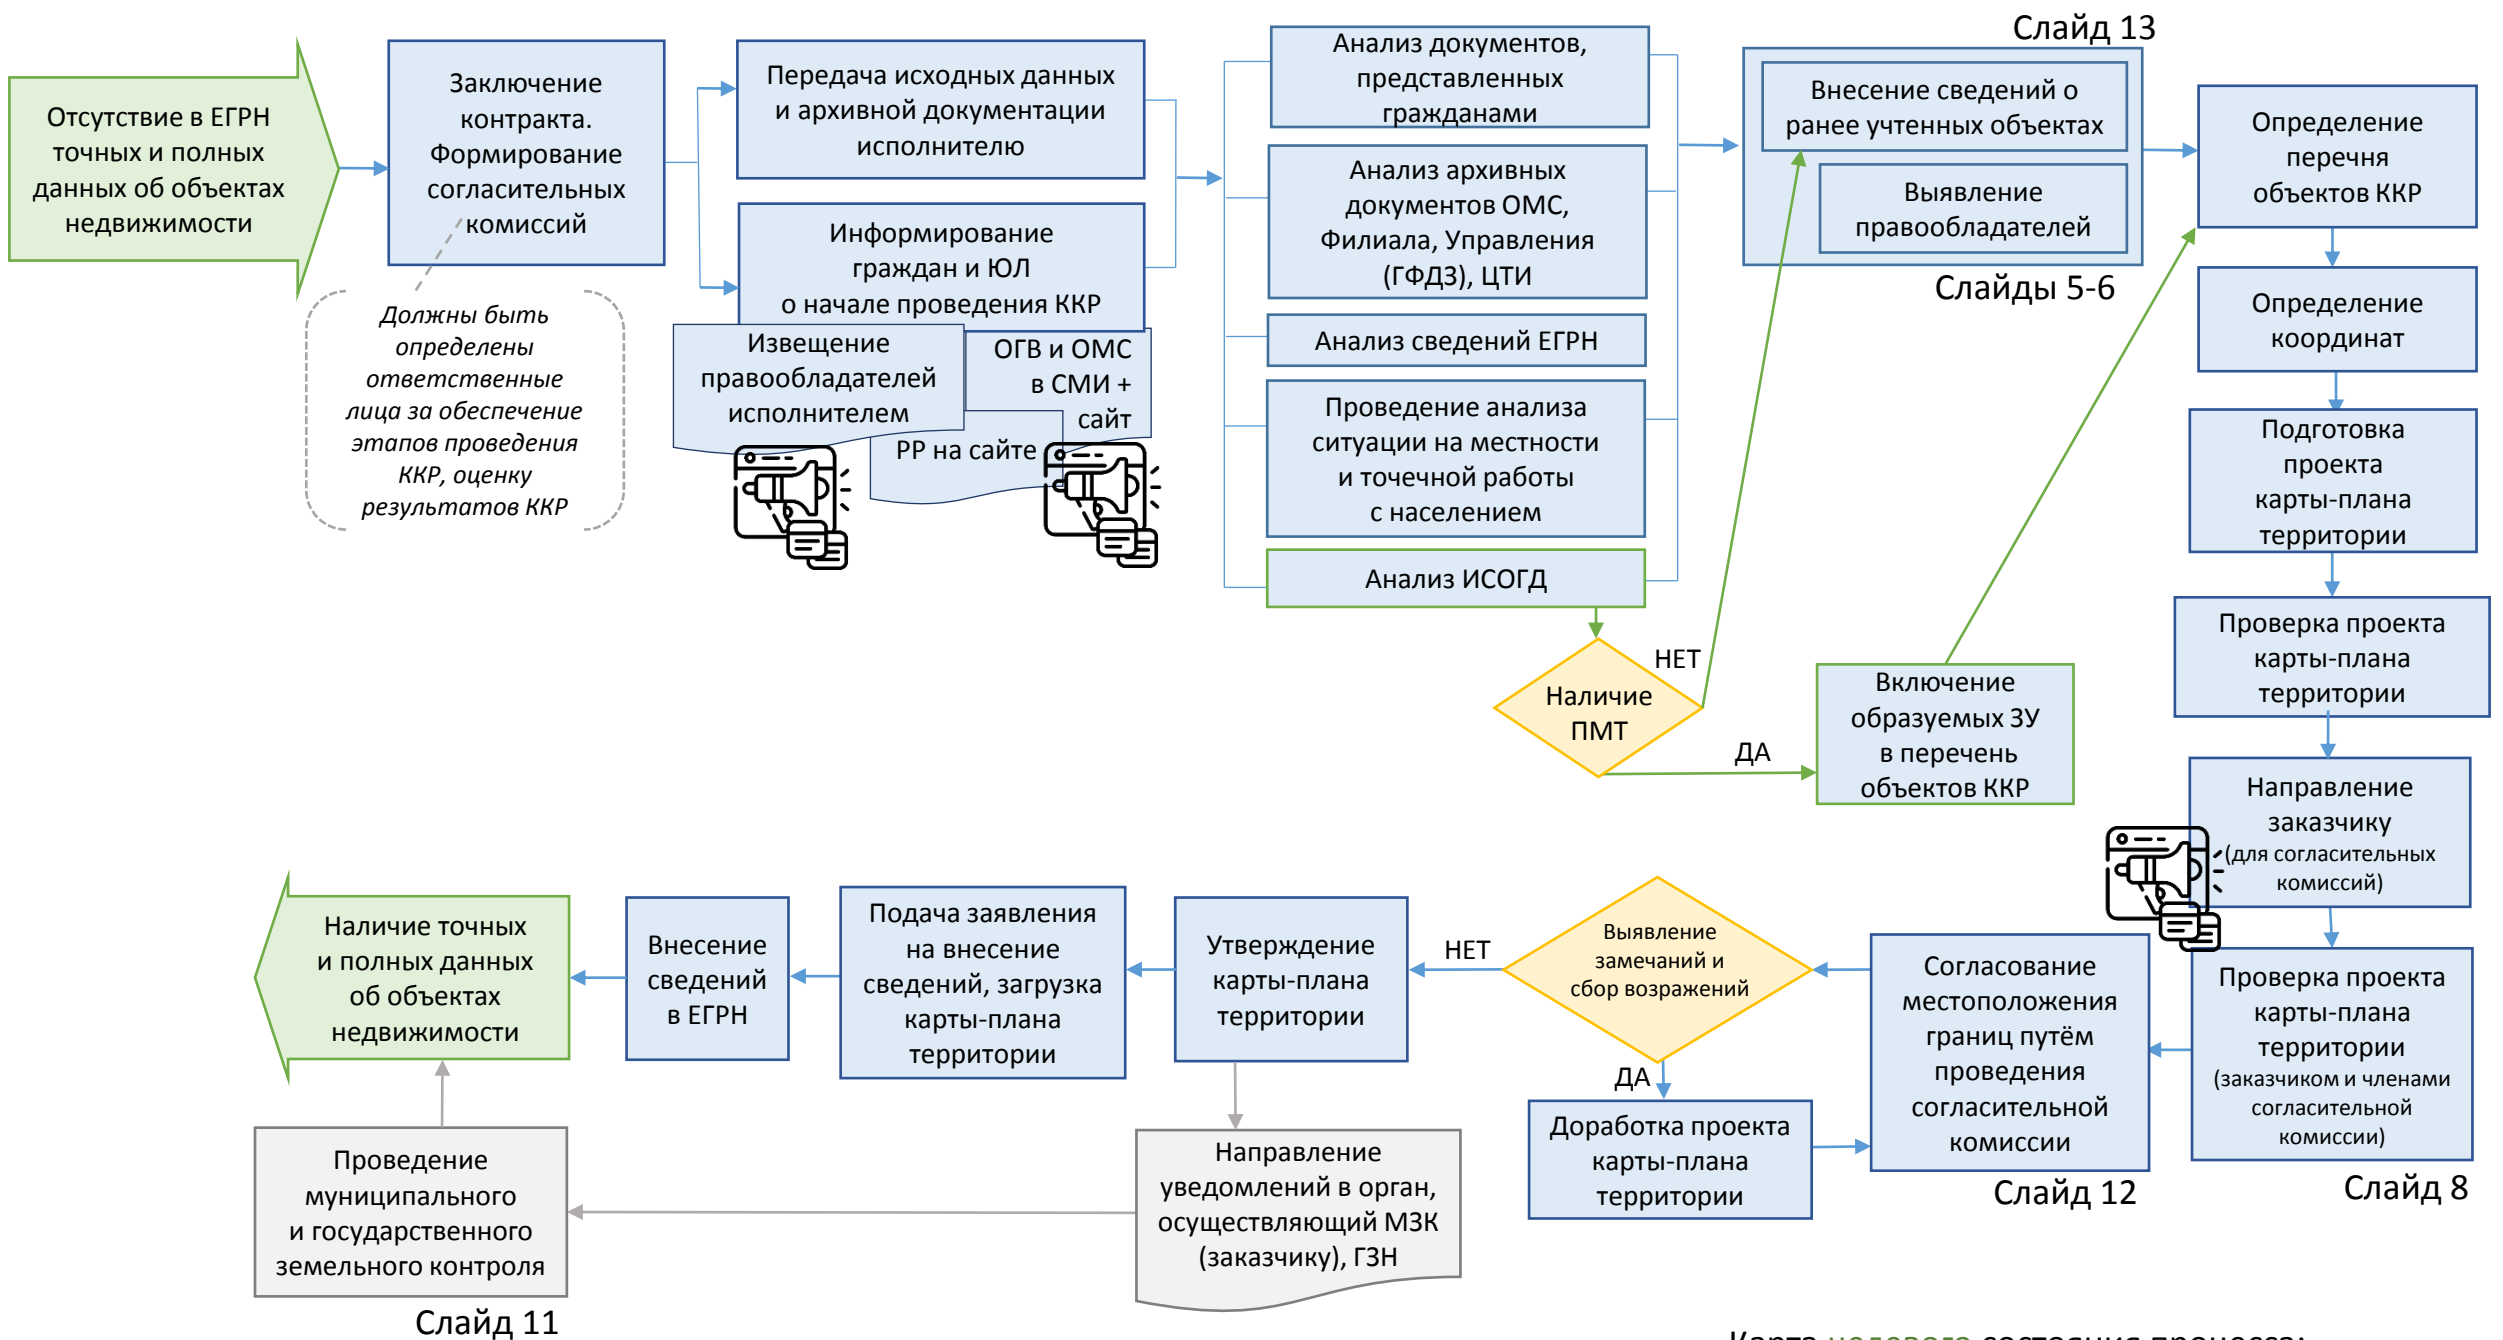 Отсутствие в ЕГРН
точных и полных
данных об объектах
недвижимости
Заключение
контракта.
Формирование
согласительных
комиссий
Должны быть
определены
ответственные
лица за обеспечение
этапов проведения
ККР, оценку
результатов ККР
Передача исходных данных
и архивной документации
исполнителю
Информирование
граждан и ЮЛ
о начале проведения ККР
Извещение
правообладателей
исполнителем
ОГВ и ОМС
в СМИ +
сайт
РР на сайте
Анализ документов,
представленных
гражданами
Анализ архивных
документов ОМС,
Филиала, Управления
(ГФДЗ), ЦТИ
Анализ сведений ЕГРН
Проведение анализа
ситуации на местности
и точечной работы
с населением
Анализ ИСОГД
Наличие
ПМТ
НЕТ
ДА
Слайд 13
Внесение сведений о
ранее учтенных объектах
Выявление
правообладателей
Слайды 5-6
Включение
образуемых ЗУ
в перечень
объектов ККР
Определение
перечня
объектов ККР
Определение
координат
Подготовка
проекта
карты-плана
территории
Проверка проекта
карты-плана
территории
Направление
заказчику
(для согласительных
комиссий)
Проверка проекта
карты-плана
территории
(заказчиком и членами
согласительной
комиссии)
Слайд 8
Согласование
местоположения
границ путём
проведения
согласительной
комиссии
Слайд 12
Выявление
замечаний и
сбор возражений
НЕТ
ДА
Доработка проекта
карты-плана
территории
Утверждение
карты-плана
территории
Подача заявления
на внесение
сведений, загрузка
карты-плана
территории
Внесение
сведений
в ЕГРН
Наличие точных
и полных данных
об объектах
недвижимости
Направление
уведомлений в орган,
осуществляющий МЗК
(заказчику), ГЗН
Проведение
муниципального
и государственного
земельного контроля
Слайд 11
Карта целевого состояния процесса: